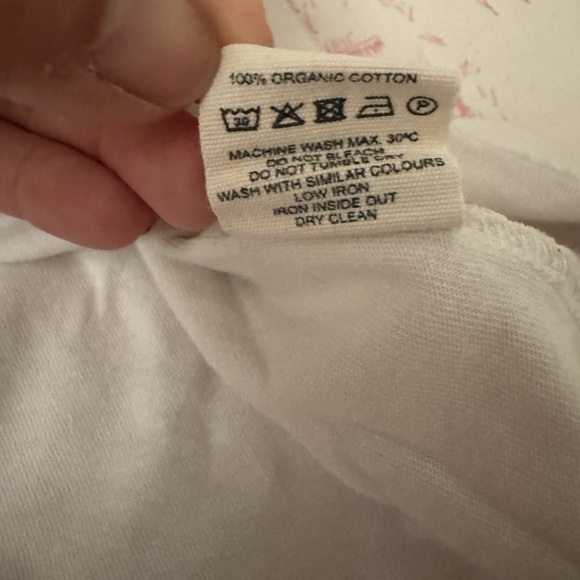 100% ORGANIC COTTON
30 P
MACHINE WASH MAX. 30°C
DO NOT BLEACH
DO NOT TUMBLE DRY
WASH WITH SIMILAR COLOURS
LOW IRON
IRON INSIDE OUT
DRY CLEAN